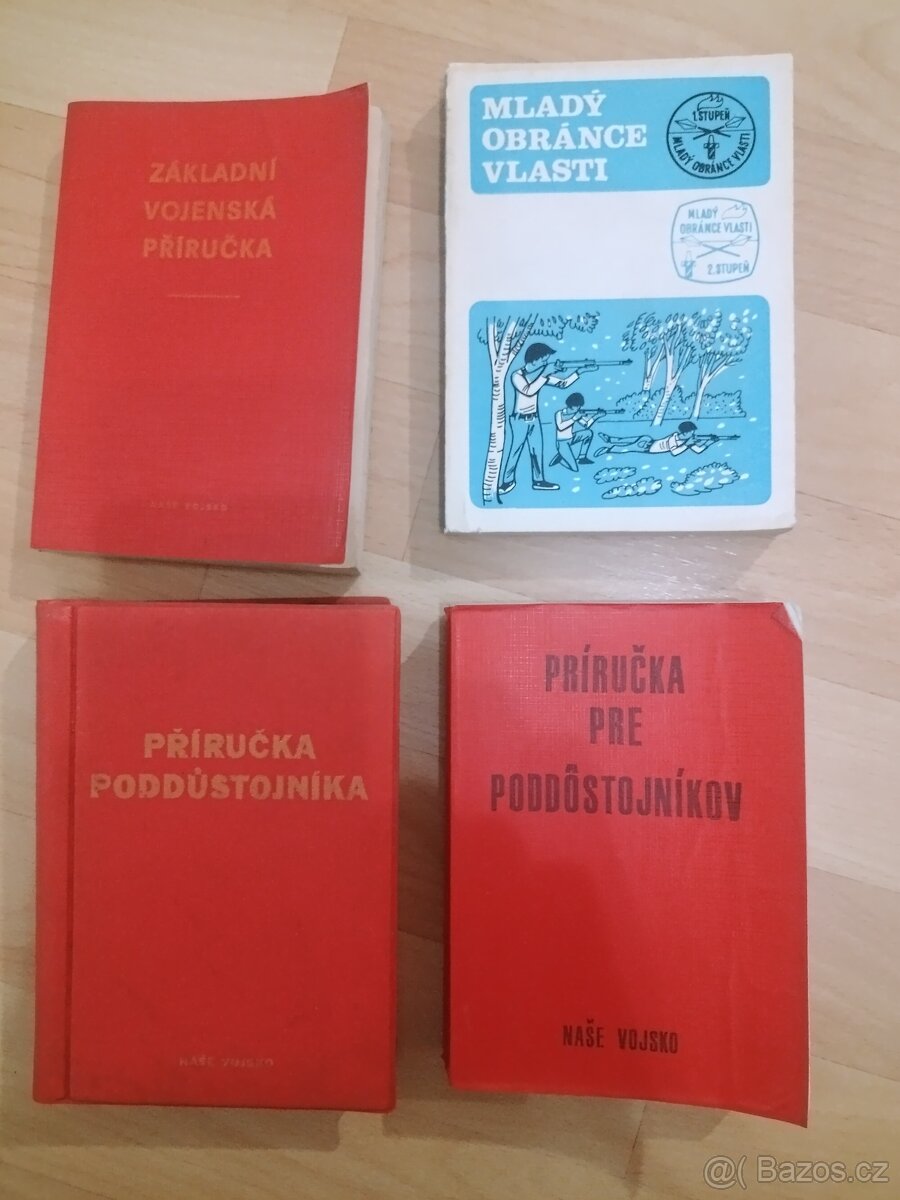 ZÁKLADNÍ
VOJENSKÁ
PŘÍRUČKA
NAŠE VOJSKO
MLADÝ
OBRÁNCE
VLASTI
1.STUPEŇ
MLADÝ OBRÁNCE VLASTI
MLADÝ
OBRÁNCE VLASTI
2.STUPEŇ
PŘÍRUČKA
PODDŮSTOJNÍKA
NAŠE VOJSKO
PRÍRUČKA
PRE
PODDÔSTOJNÍKOV
NAŠE VOJSKO
@( Bazos.cz